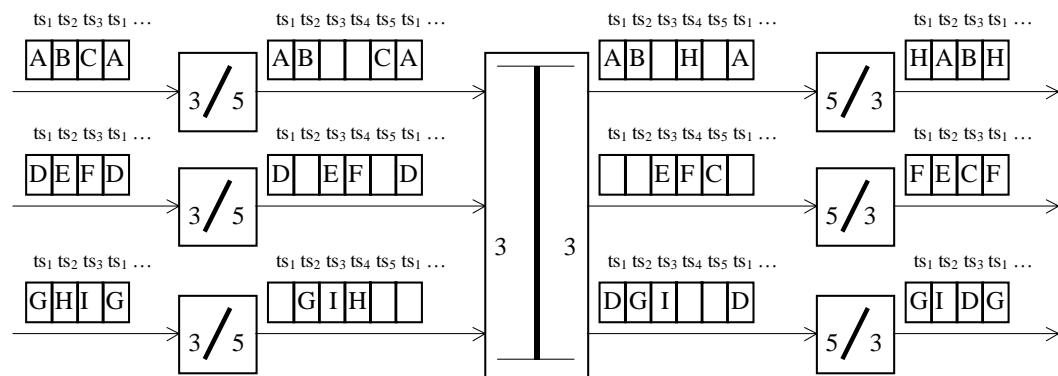 ts1 ts2 ts3 ts1 … ts1 ts2 ts3 ts4 ts5 ts1 … ts1 ts2 ts3 ts4 ts5 ts1 … ts1 ts2 ts3 ts1 …
A B C A A B C A A B H A H A B H
3 5 5 3
ts1 ts2 ts3 ts1 … ts1 ts2 ts3 ts4 ts5 ts1 … ts1 ts2 ts3 ts4 ts5 ts1 … ts1 ts2 ts3 ts1 …
D E F D D E F D E F C F E C F
3 5 5 3
3 3
ts1 ts2 ts3 ts1 … ts1 ts2 ts3 ts4 ts5 ts1 … ts1 ts2 ts3 ts4 ts5 ts1 … ts1 ts2 ts3 ts1 …
G H I G G I H D G I D G I D G
3 5 5 3